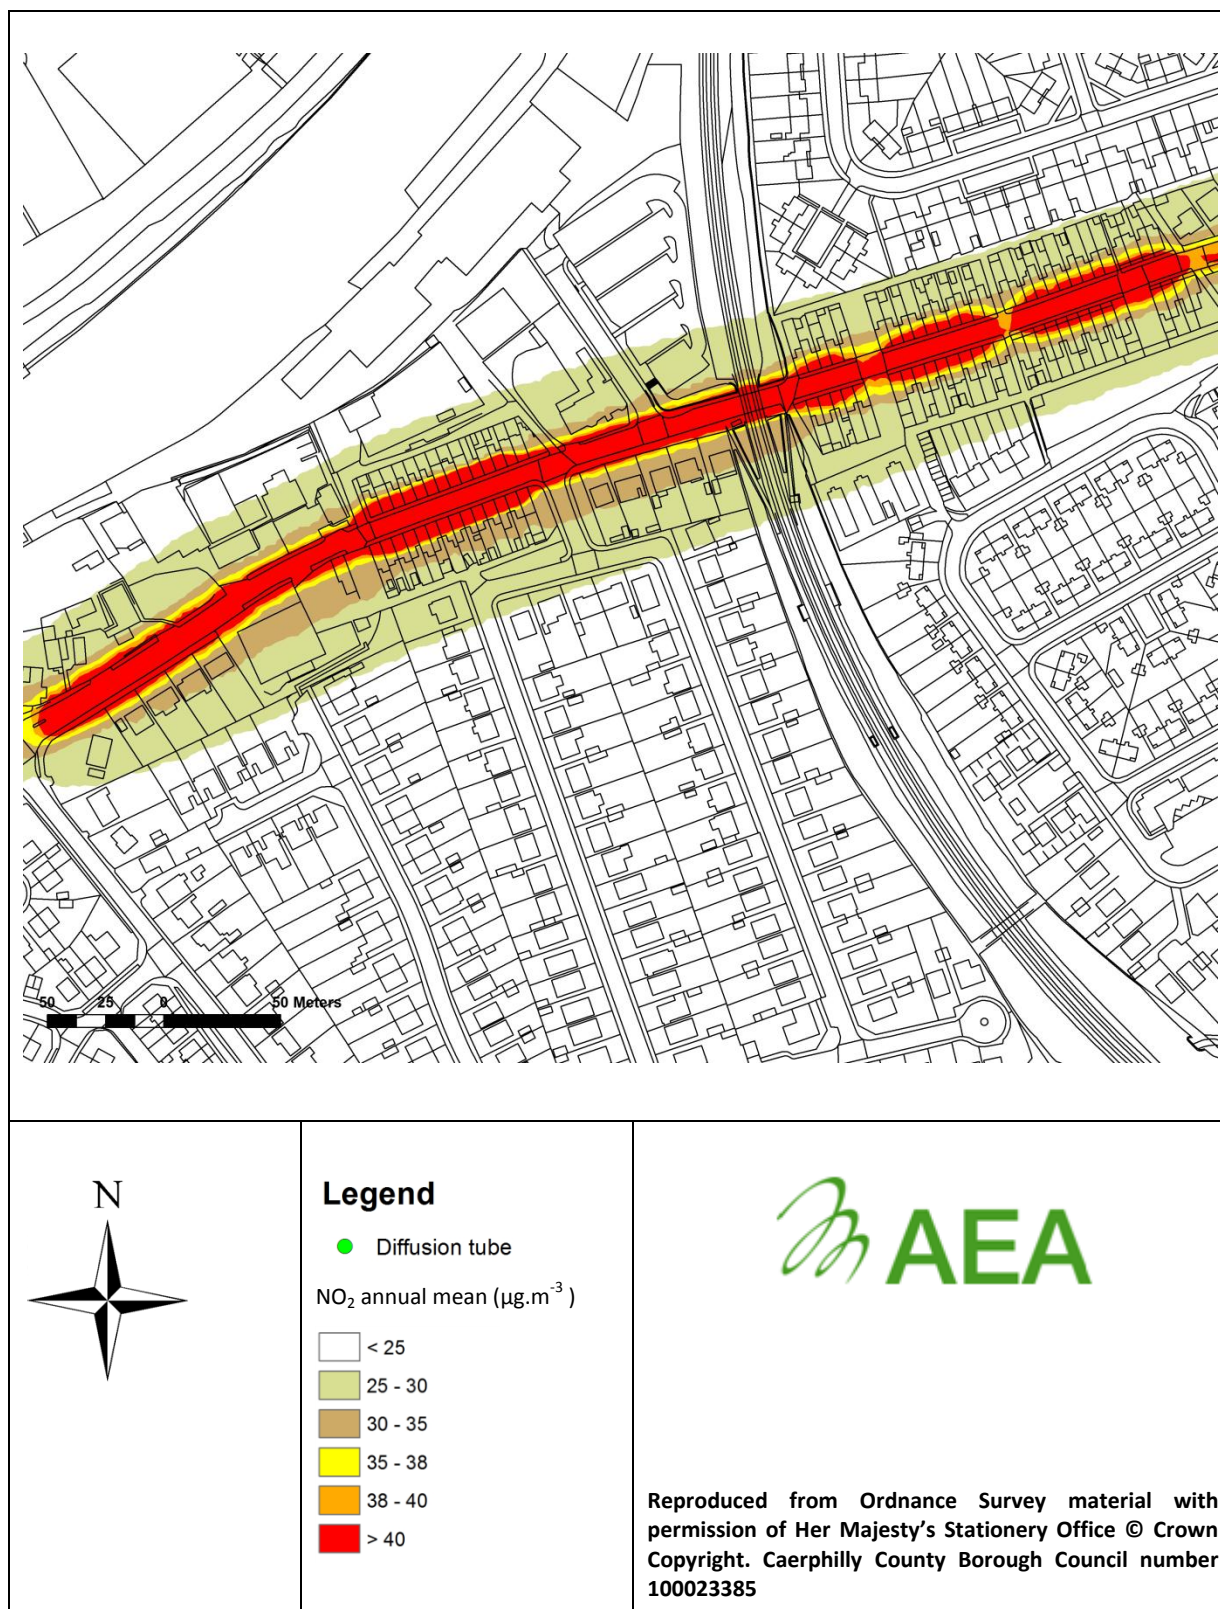 50 25 0 50 Meters
N
Legend
Diffusion tube
NO2 annual mean (µg.m-3 )
< 25
25 - 30
30 - 35
35 - 38
38 - 40
> 40
AEA
Reproduced from Ordnance Survey material with
permission of Her Majesty's Stationery Office © Crown
Copyright. Caerphilly County Borough Council number
100023385